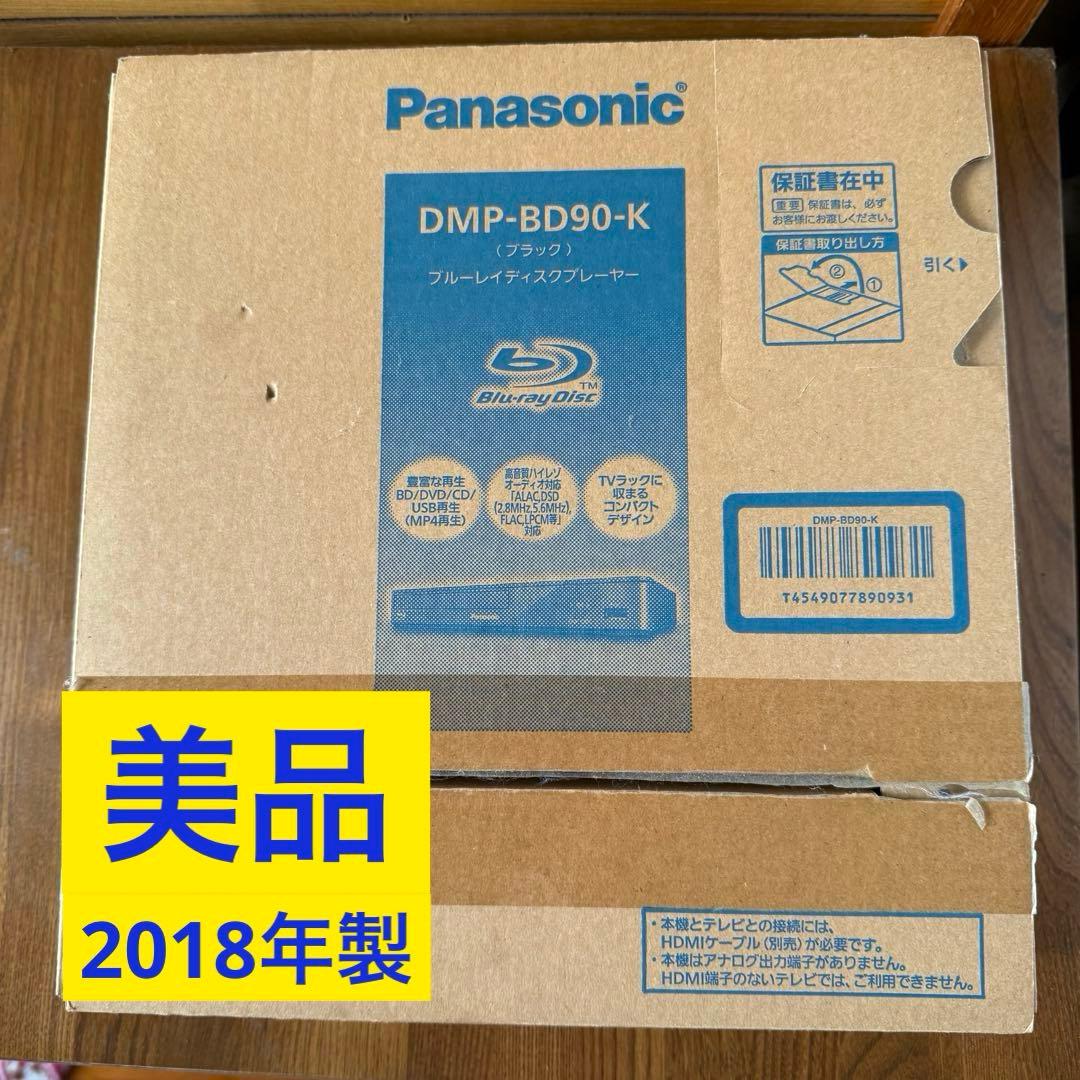 Panasonic®
DMP-BD90-K
（ブラック）
ブルーレイディスクプレーヤー
Blu-ray Disc™
豊富な再生
BD/DVD/CD/
USB再生
（MP4再生）
高音質ハイレゾ
オーディオ対応
「ALAC,DSD
(2.8MHz,5.6MHz),
FLAC,LPCM等」
対応
TVラックに
収まる
コンパクト
デザイン
Panasonic
保証書在中
重要 保証書は、必ず
お客様にお渡しください。
保証書取り出し方
②
①
引く
DMP-BD90-K
T4549077890931
美品
2018年製
・本機とテレビとの接続には、
HDMIケーブル（別売）が必要です。
・本機はアナログ出力端子がありません。
HDMI端子のないテレビでは、ご利用できません。